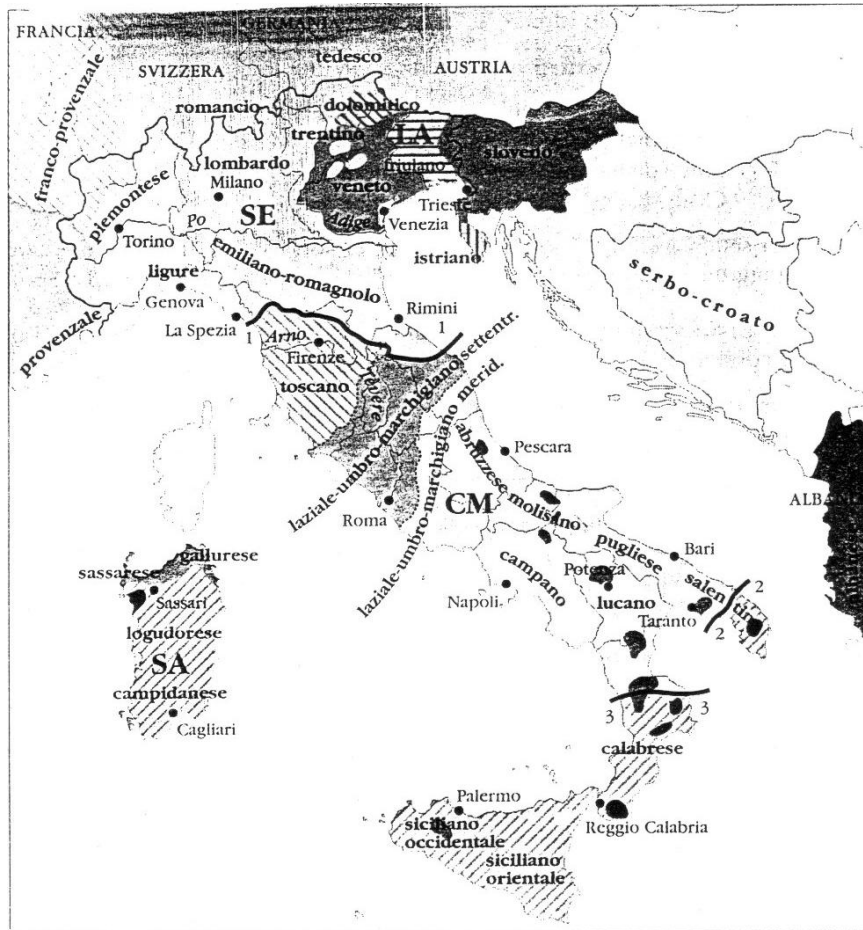 FRANCIA
GERMANIA
SVIZZERA
tedesco
AUSTRIA
franco-provenzale
romancio
dolomitico
trentino
LA
lombardo
Milano
friulano
sloveno
piemontese
veneto
Trieste
Po
SE
Adige
Venezia
Torino
istriano
emiliano-romagnolo
ligure
Genova
serbo-croato
provenzale
La Spezia
Rimini
1
1
Arno
Firenze
toscano
Tevere
laziale-umbro-marchigiano settentr.
laziale-umbro-marchigiano merid.
abruzzese molisano
Pescara
Roma
CM
ALBANIA
pugliese
Bari
gallurese
sassarese
Sassari
campano
Potenza
salentino
2
Napoli
lucano
Taranto
2
logudorese
SA
campidanese
Cagliari
3
3
calabrese
Palermo
siciliano
occidentale
Reggio Calabria
siciliano
orientale